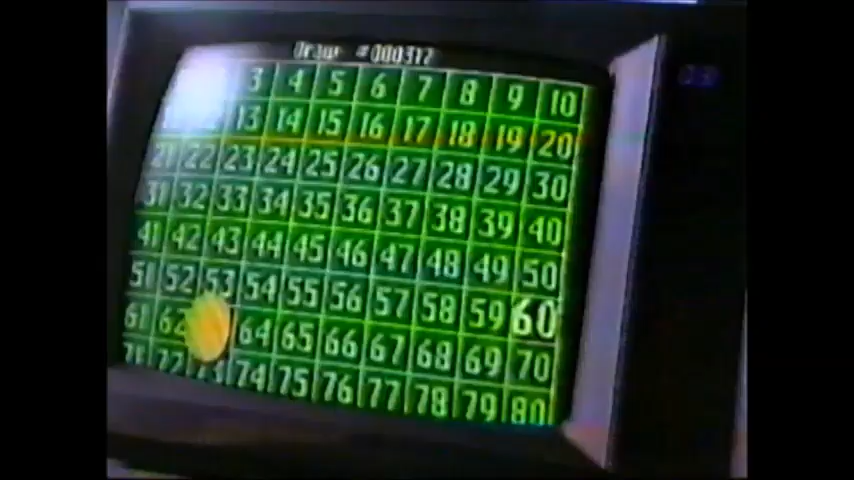 Draw #000312
3 4 5 6 7 8 9 10
13 14 15 16 17 18 19 20
21 22 23 24 25 26 27 28 29 30
31 32 33 34 35 36 37 38 39 40
41 42 43 44 45 46 47 48 49 50
51 52 53 54 55 56 57 58 59 60
61 62 64 65 66 67 68 69 70
71 72 73 74 75 76 77 78 79 80